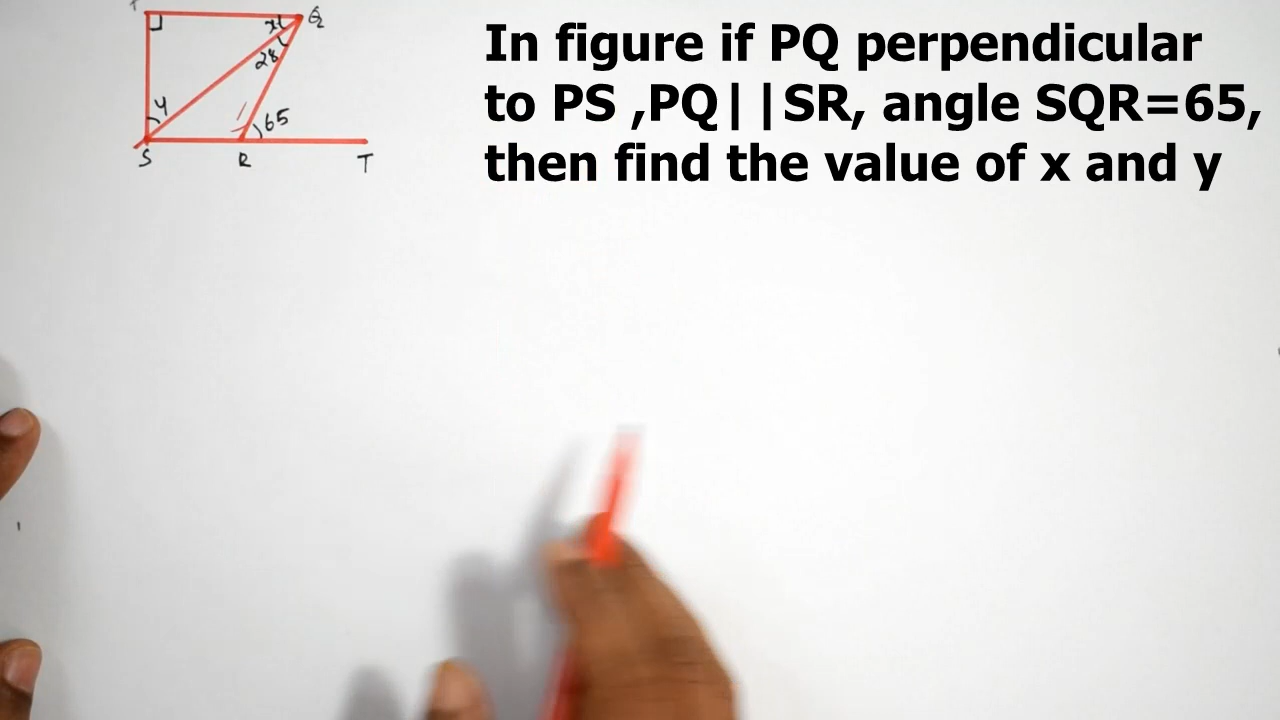 In figure if PQ perpendicular
to PS ,PQ||SR, angle SQR=65,
then find the value of x and y
x Q
28
y
65
S R T